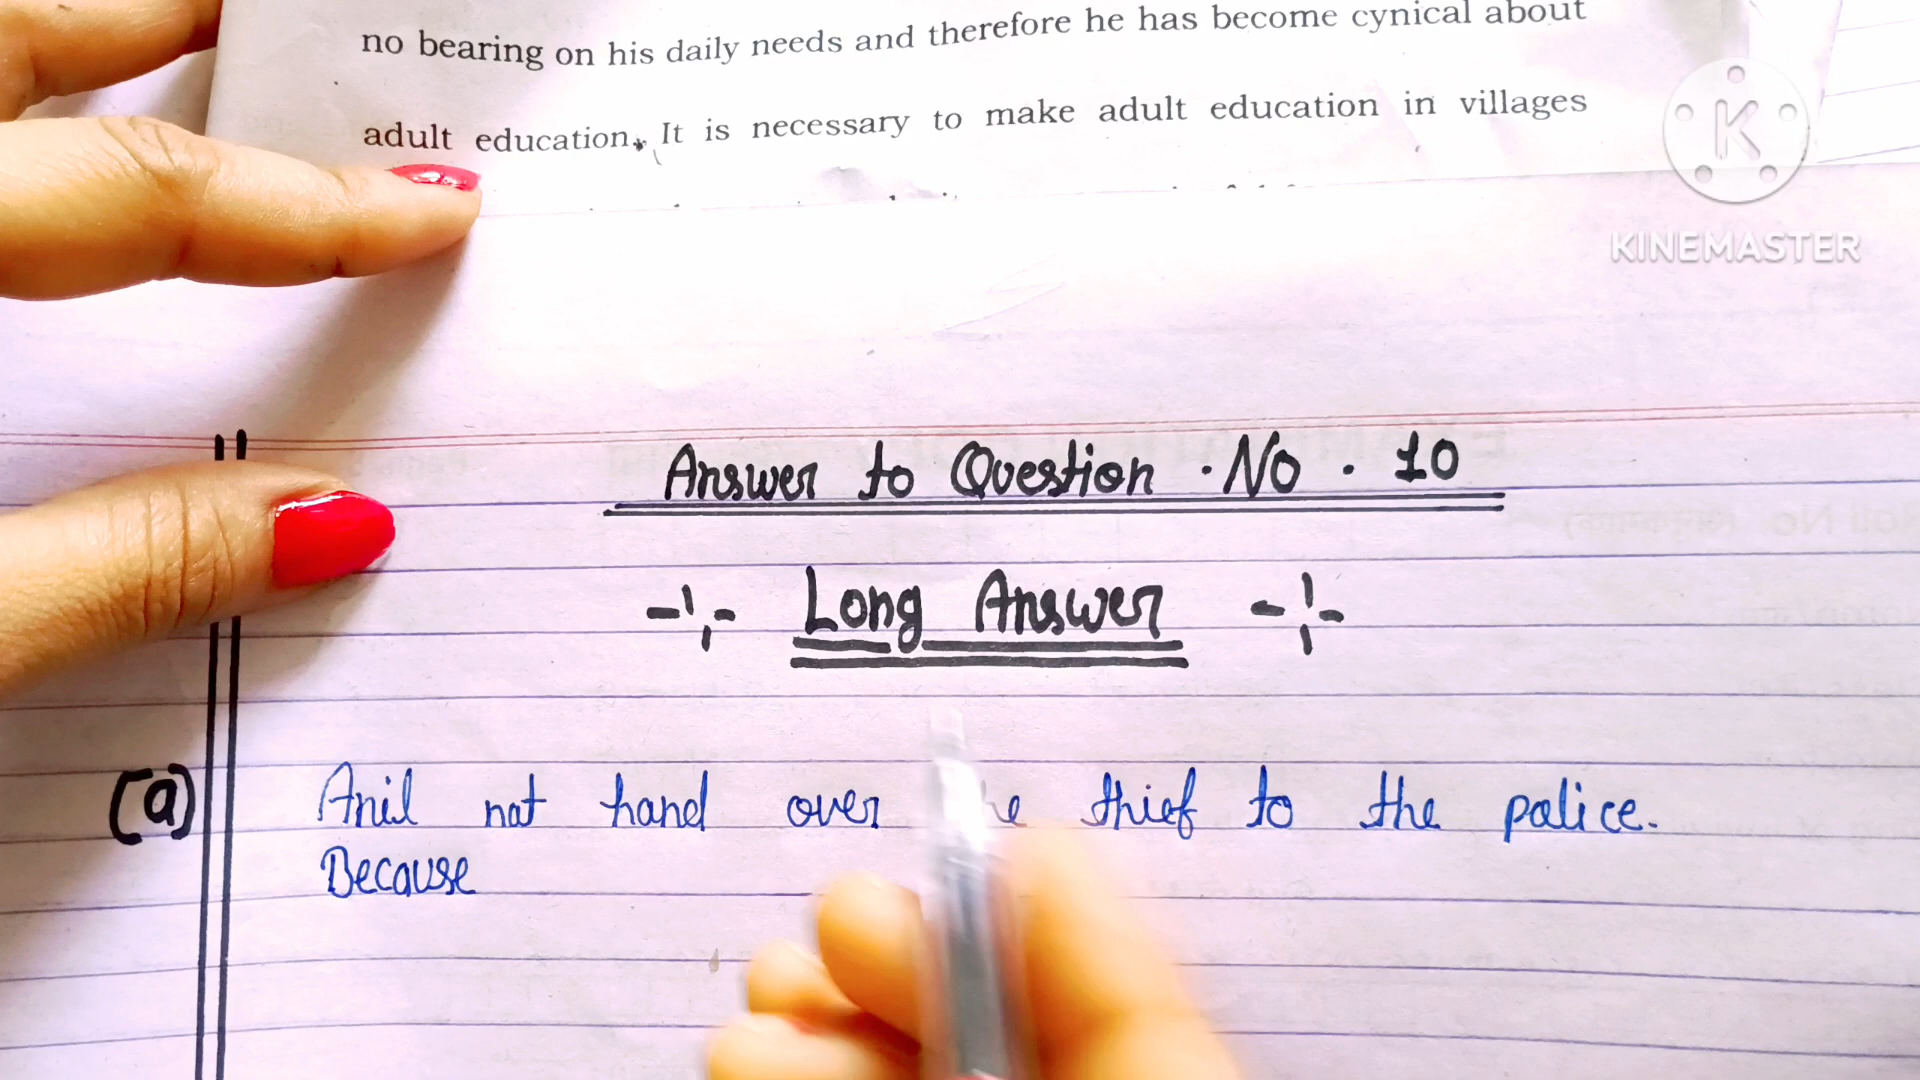 no bearing on his daily needs and therefore he has become cynical about
adult education. It is necessary to make adult education in villages
K
KINEMASTER
Answer to Question . No . 10
Long Answer
(a) Anil not hand over he thief to the police.
Because